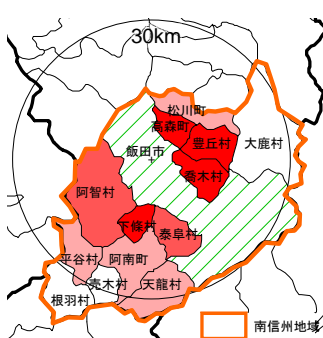 30km
松川町
高森町
豊丘村
大鹿村
飯田市
喬木村
阿智村
下條村
泰阜村
平谷村
阿南町
売木村
天龍村
根羽村
南信州地域